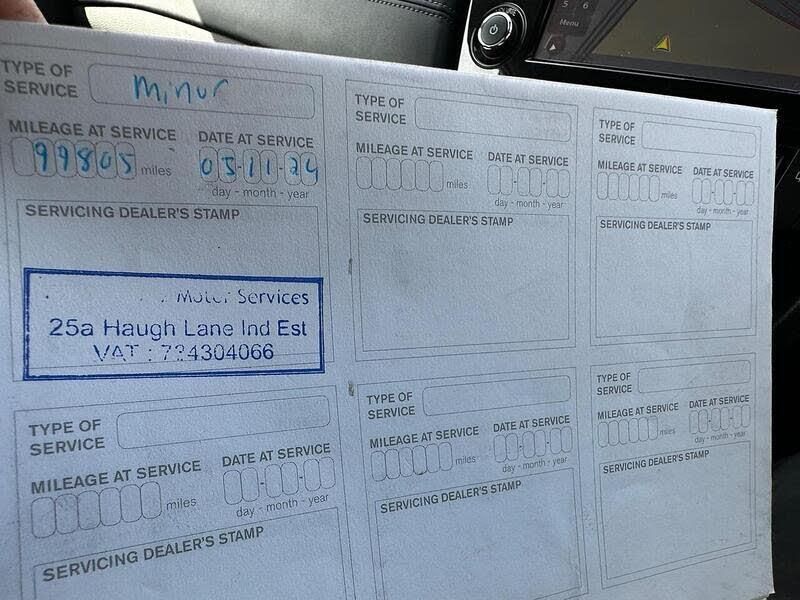 5 6
Menu
TYPE OF SERVICE minor
MILEAGE AT SERVICE DATE AT SERVICE
99805 miles 05-11-24
day - month - year
SERVICING DEALER'S STAMP
Motor Services
25a Haugh Lane Ind Est
VAT : 734304066
TYPE OF SERVICE
MILEAGE AT SERVICE DATE AT SERVICE
miles
day - month - year
SERVICING DEALER'S STAMP
TYPE OF SERVICE
MILEAGE AT SERVICE DATE AT SERVICE
miles
day - month - year
SERVICING DEALER'S STAMP
TYPE OF SERVICE
MILEAGE AT SERVICE DATE AT SERVICE
miles
day - month - year
SERVICING DEALER'S STAMP
TYPE OF SERVICE
MILEAGE AT SERVICE DATE AT SERVICE
miles
day - month - year
SERVICING DEALER'S STAMP
TYPE OF SERVICE
MILEAGE AT SERVICE DATE AT SERVICE
miles
day - month - year
SERVICING DEALER'S STAMP